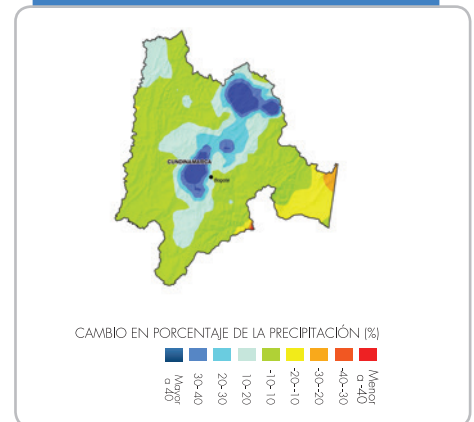 CUNDINAMARCA
Bogotá
CAMBIO EN PORCENTAJE DE LA PRECIPITACIÓN (%)
Mayor
a 40
30- 40
20- 30
10- 20
-10- 10
-20--10
-30--20
-40--30
Menor
a -40